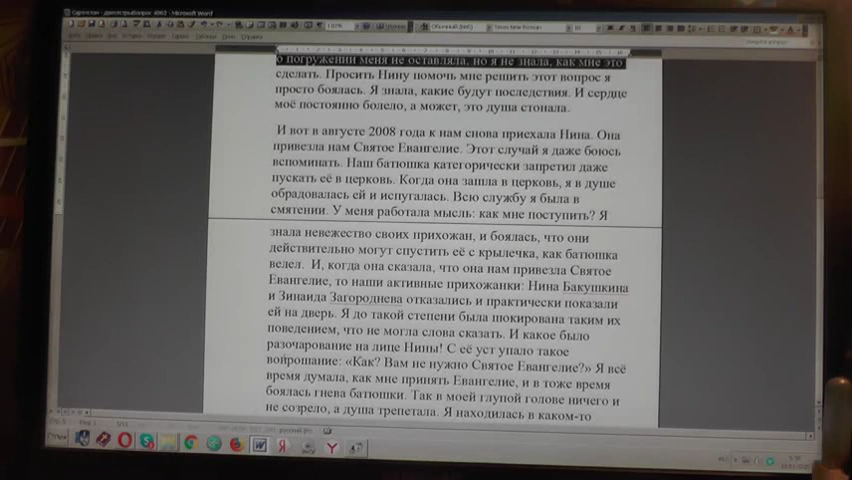 Microsoft Word
о погружении меня не оставляла, но я не знала, как мне это
сделать. Просить Нину помочь мне решить этот вопрос я
просто боялась. Я знала, какие будут последствия. И сердце
моё постоянно болело, а может, это душа стонала.
И вот в августе 2008 года к нам снова приехала Нина. Она
привезла нам Святое Евангелие. Этот случай я даже боюсь
вспоминать. Наш батюшка категорически запретил даже
пускать её в церковь. Когда она зашла в церковь, я в душе
обрадовалась ей и испугалась. Всю службу я была в
смятении. У меня работала мысль: как мне поступить? Я
знала невежество своих прихожан, и боялась, что они
действительно могут спустить её с крылечка, как батюшка
велел. И, когда она сказала, что она нам привезла Святое
Евангелие, то наши активные прихожанки: Нина Бакушкина
и Зинаида Загороднева отказались и практически показали
ей на дверь. Я до такой степени была шокирована таким их
поведением, что не могла слова сказать. И какое было
разочарование на лице Нины! С её уст упало такое
вопрошание: «Как? Вам не нужно Святое Евангелие?» Я всё
время думала, как мне принять Евангелие, и в тоже время
боялась гнева батюшки. Так в моей глупой голове ничего и
не созрело, а душа трепетала. Я находилась в каком-то